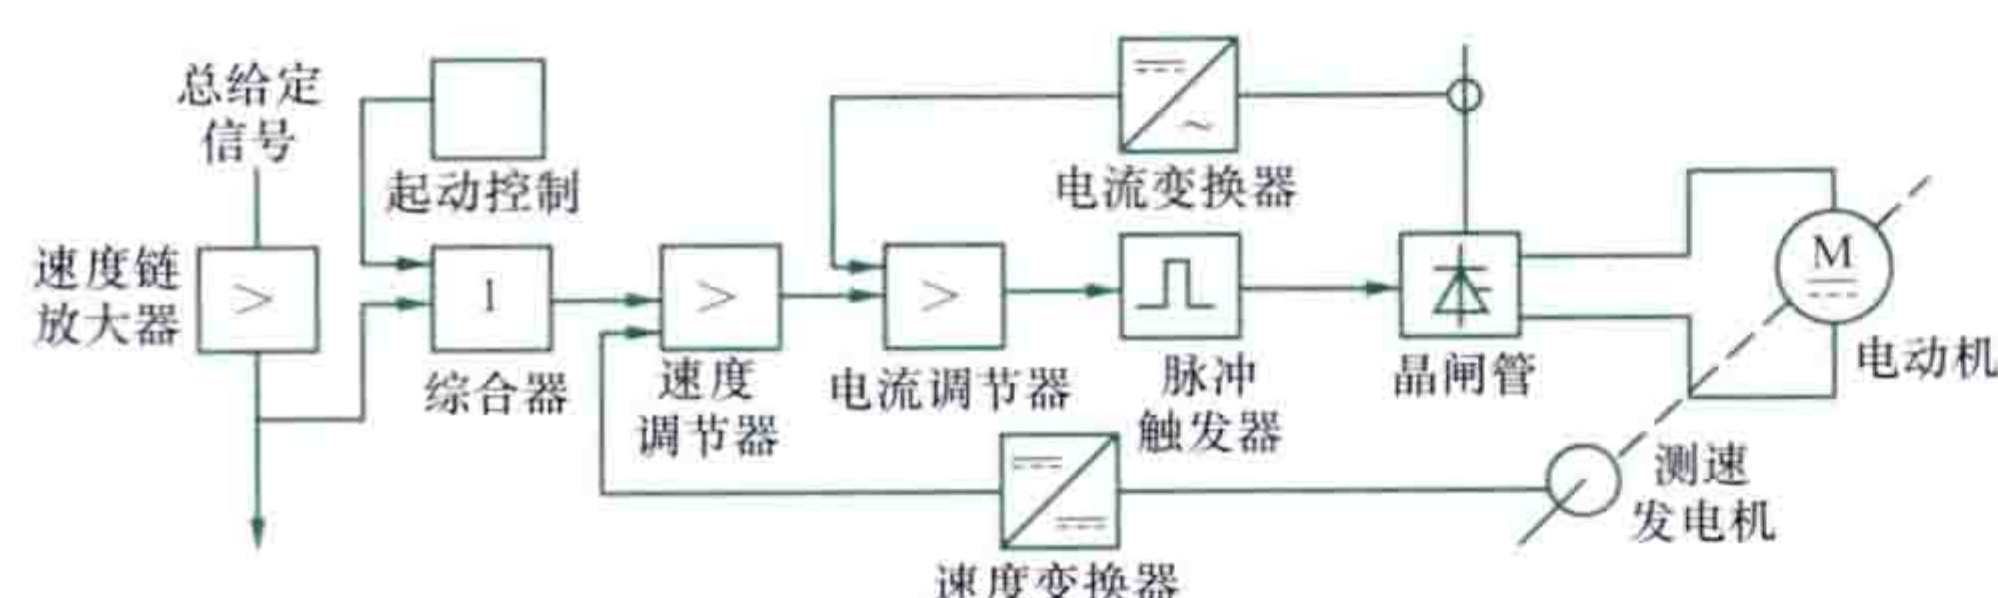 总给定
信号
起动控制
电流变换器
速度链
放大器
>
1
>
>
M
综合器
速度
调节器
电流调节器
脉冲
触发器
晶闸管
电动机
测速
发电机
速度变换器